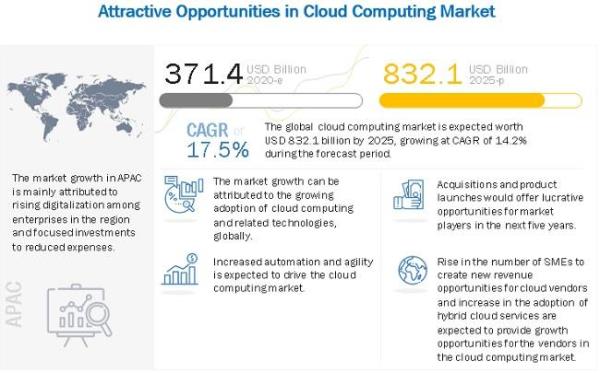 Attractive Opportunities in Cloud Computing Market
371.4 USD Billion
2020-e
832.1 USD Billion
2025-p
CAGR of
17.5%
The global cloud computing market is expected worth
USD 832.1 billion by 2025, growing at CAGR of 14.2%
during the forecast period.
The market growth in APAC
is mainly attributed to
rising digitalization among
enterprises in the region
and focused investments
to reduced expenses.
APAC
The market growth can be
attributed to the growing
adoption of cloud computing
and related technologies,
globally.
Increased automation and agility
is expected to drive the cloud
computing market.
Acquisitions and product
launches would offer lucrative
opportunities for market
players in the next five years.
Rise in the number of SMEs to
create new revenue
opportunities for cloud vendors
and increase in the adoption of
hybrid cloud services are
expected to provide growth
opportunities for the vendors in
the cloud computing market.